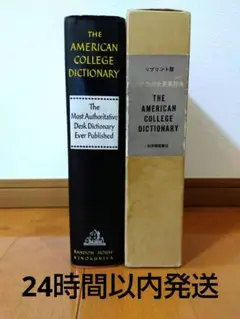 THE
AMERICAN
COLLEGE
DICTIONARY
The
Most Authoritative
Desk Dictionary
Ever Published
RANDOM HOUSE
KINOKUNIYA
リプリント版
THE
AMERICAN
COLLEGE
DICTIONARY
24時間以内発送